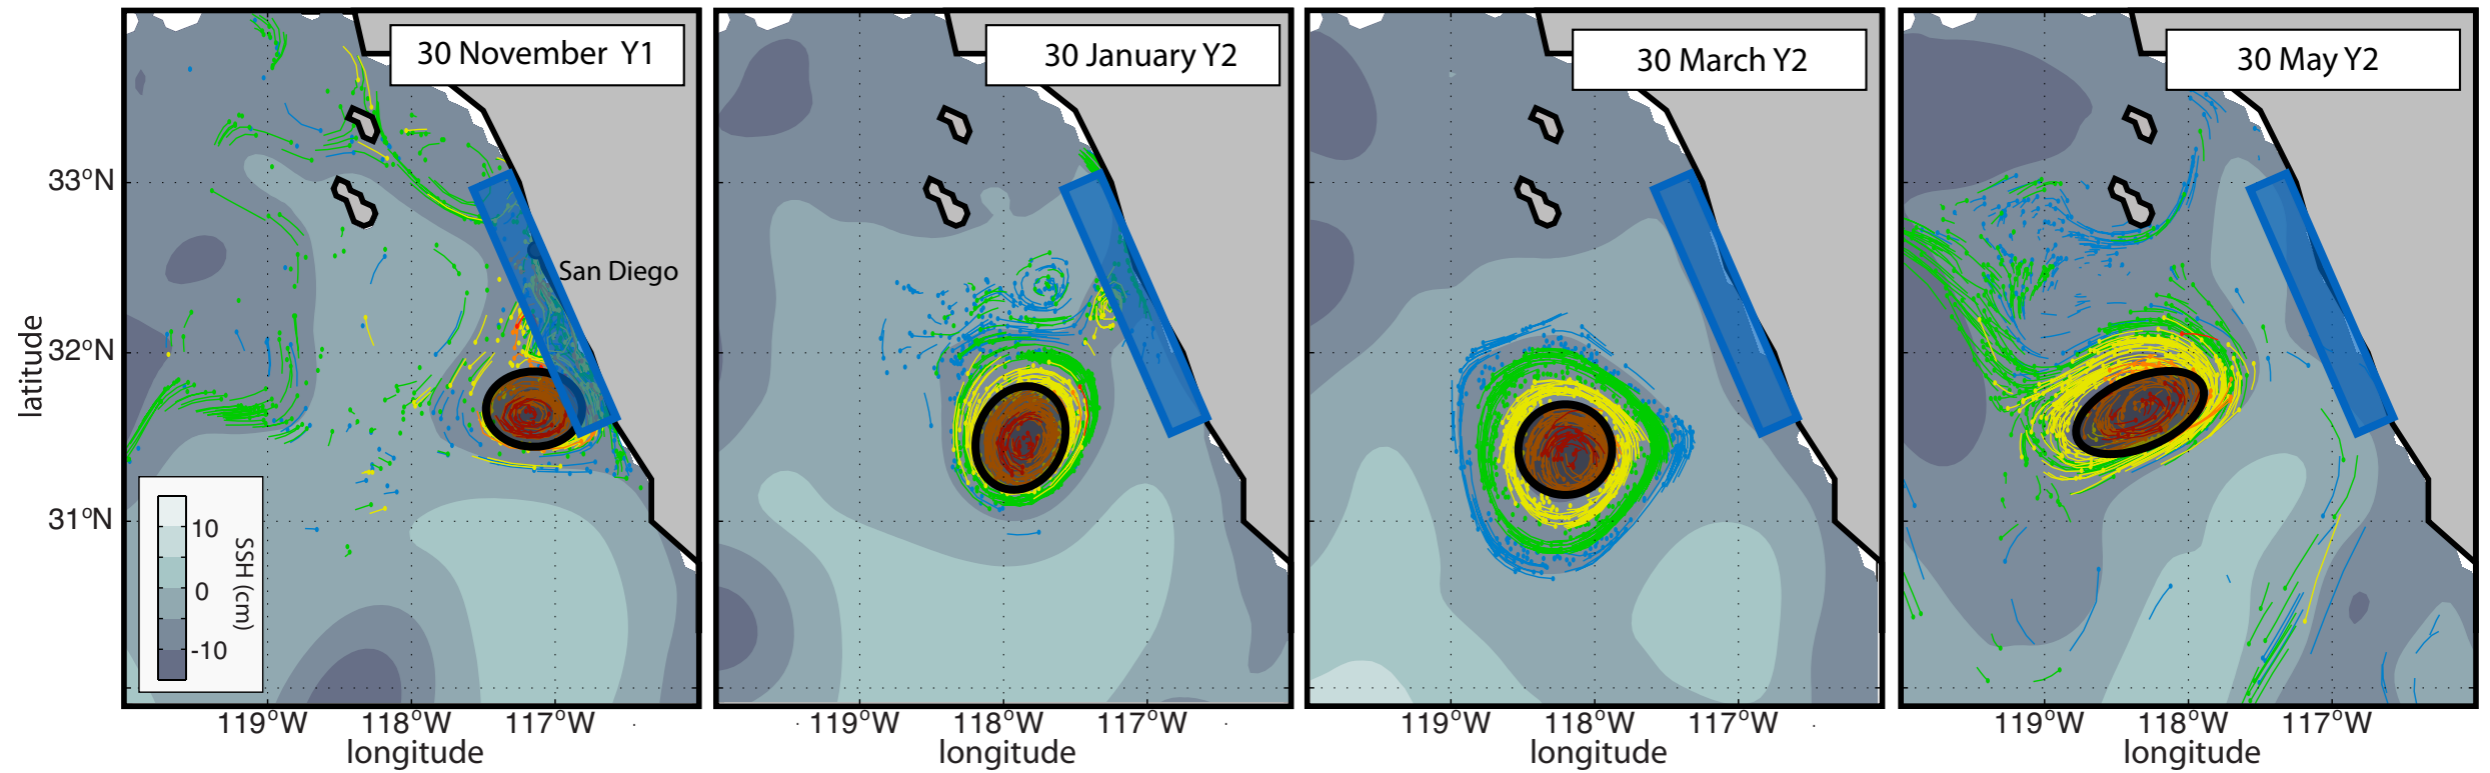 30 November Y1
30 January Y2
30 March Y2
30 May Y2
33°N
32°N
31°N
latitude
San Diego
10
0
-10
SSH (cm)
119°W 118°W 117°W
longitude
119°W 118°W 117°W
longitude
119°W 118°W 117°W
longitude
119°W 118°W 117°W
longitude